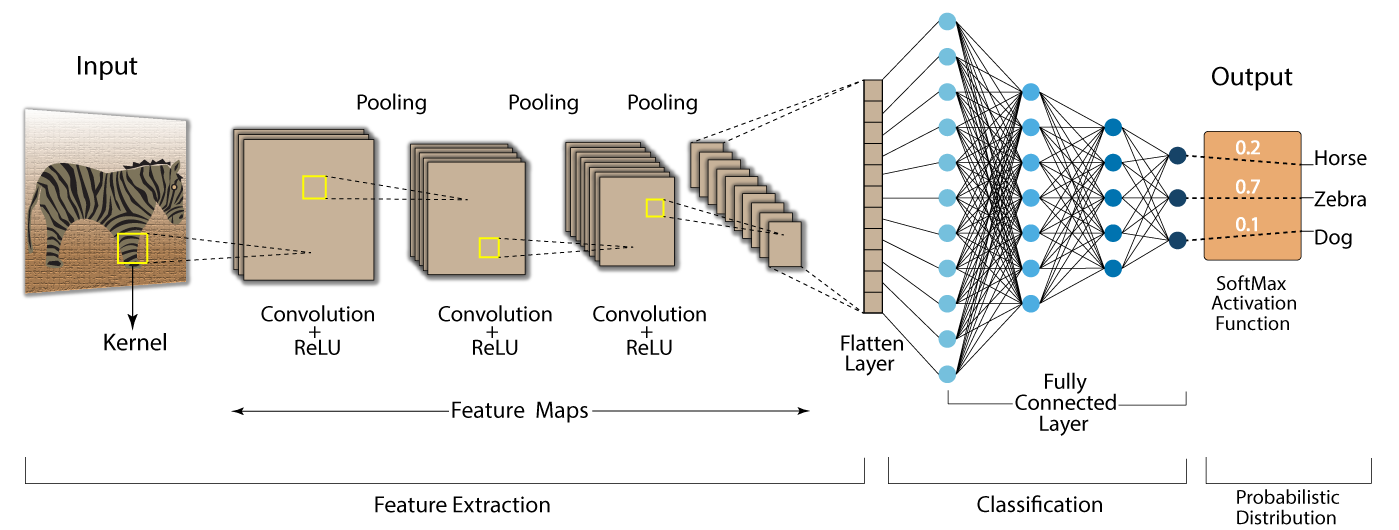 Input
Pooling
Pooling
Pooling
Output
0.2
Horse
0.7
Zebra
0.1
Dog
Kernel
Convolution
+
ReLU
Convolution
+
ReLU
Convolution
+
ReLU
Flatten
Layer
SoftMax
Activation
Function
Feature Maps
Fully
Connected
Layer
Feature Extraction
Classification
Probabilistic
Distribution